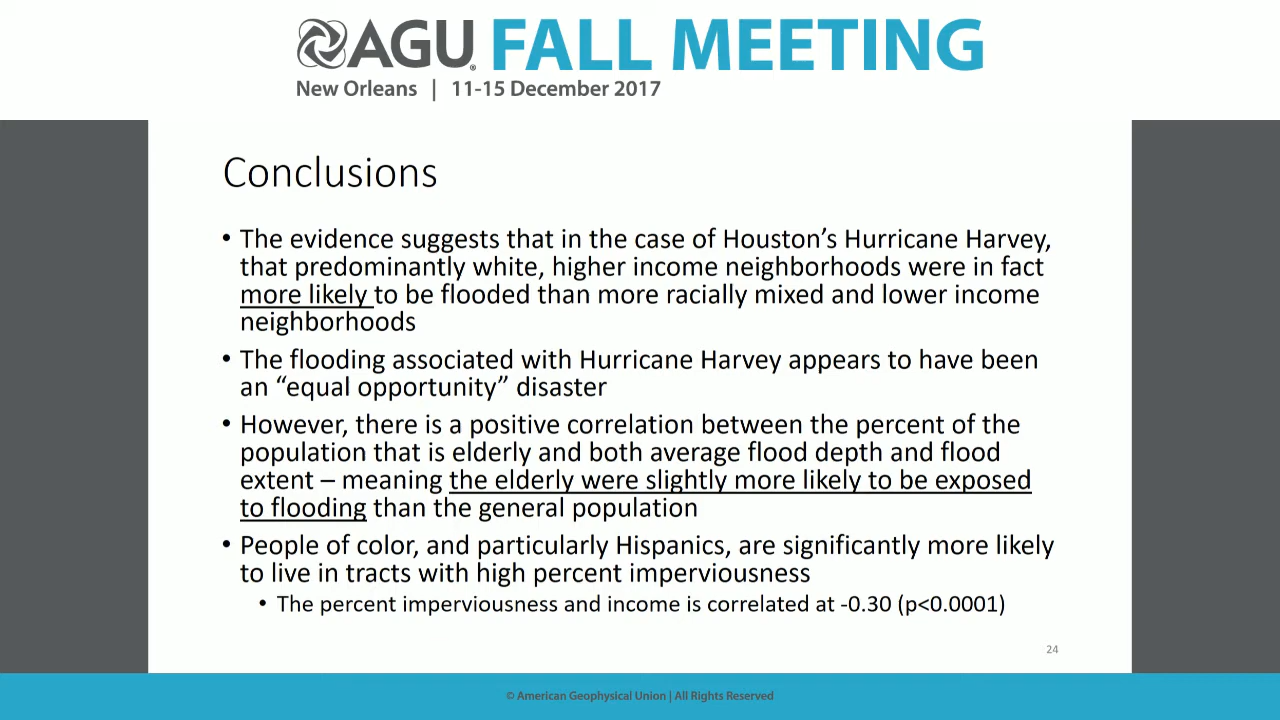 AGU FALL MEETING
New Orleans | 11-15 December 2017
Conclusions
• The evidence suggests that in the case of Houston’s Hurricane Harvey,
that predominantly white, higher income neighborhoods were in fact
more likely to be flooded than more racially mixed and lower income
neighborhoods
• The flooding associated with Hurricane Harvey appears to have been
an “equal opportunity” disaster
• However, there is a positive correlation between the percent of the
population that is elderly and both average flood depth and flood
extent – meaning the elderly were slightly more likely to be exposed
to flooding than the general population
• People of color, and particularly Hispanics, are significantly more likely
to live in tracts with high percent imperviousness
• The percent imperviousness and income is correlated at -0.30 (p<0.0001)
24
© American Geophysical Union | All Rights Reserved